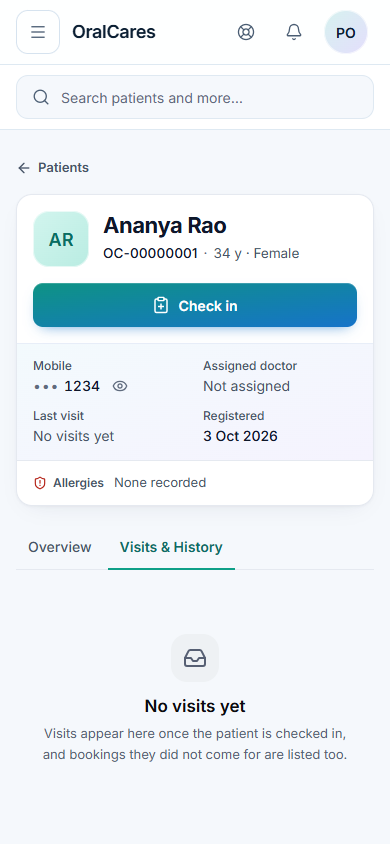 OralCares
PO
Search patients and more...
Patients
AR
Ananya Rao
OC-00000001 · 34 y · Female
Check in
Mobile
••• 1234
Assigned doctor
Not assigned
Last visit
No visits yet
Registered
3 Oct 2026
Allergies None recorded
Overview
Visits & History
No visits yet
Visits appear here once the patient is checked in,
and bookings they did not come for are listed too.